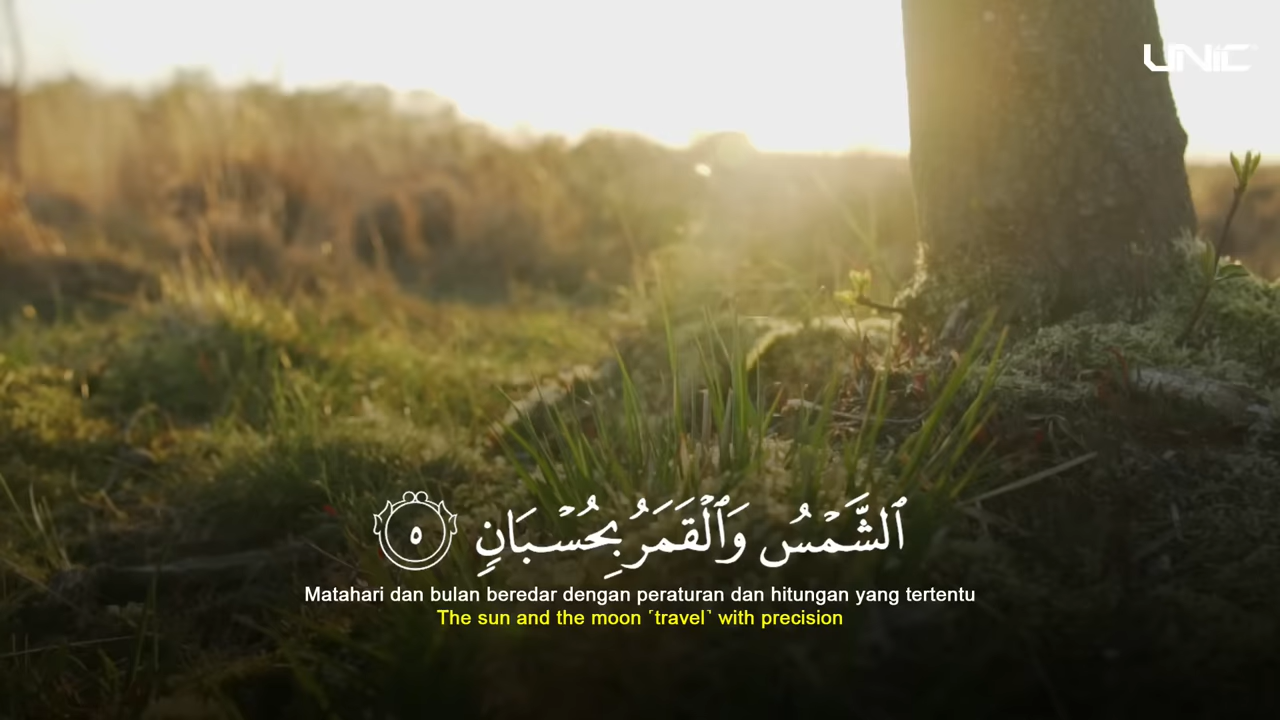 UNIC
ٱلشَّمْسُ وَٱلْقَمَرُ بِحُسْبَانٍ ٥
Matahari dan bulan beredar dengan peraturan dan hitungan yang tertentu
The sun and the moon ˹travel˺ with precision